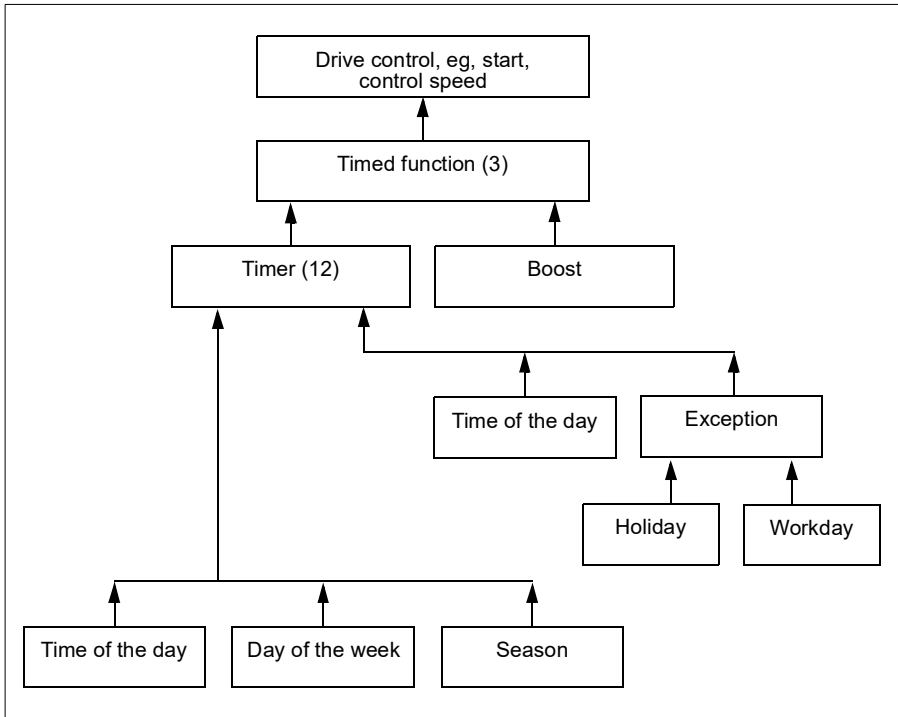 Drive control, eg, start,
control speed
Timed function (3)
Timer (12)
Boost
Time of the day
Exception
Holiday
Workday
Time of the day
Day of the week
Season